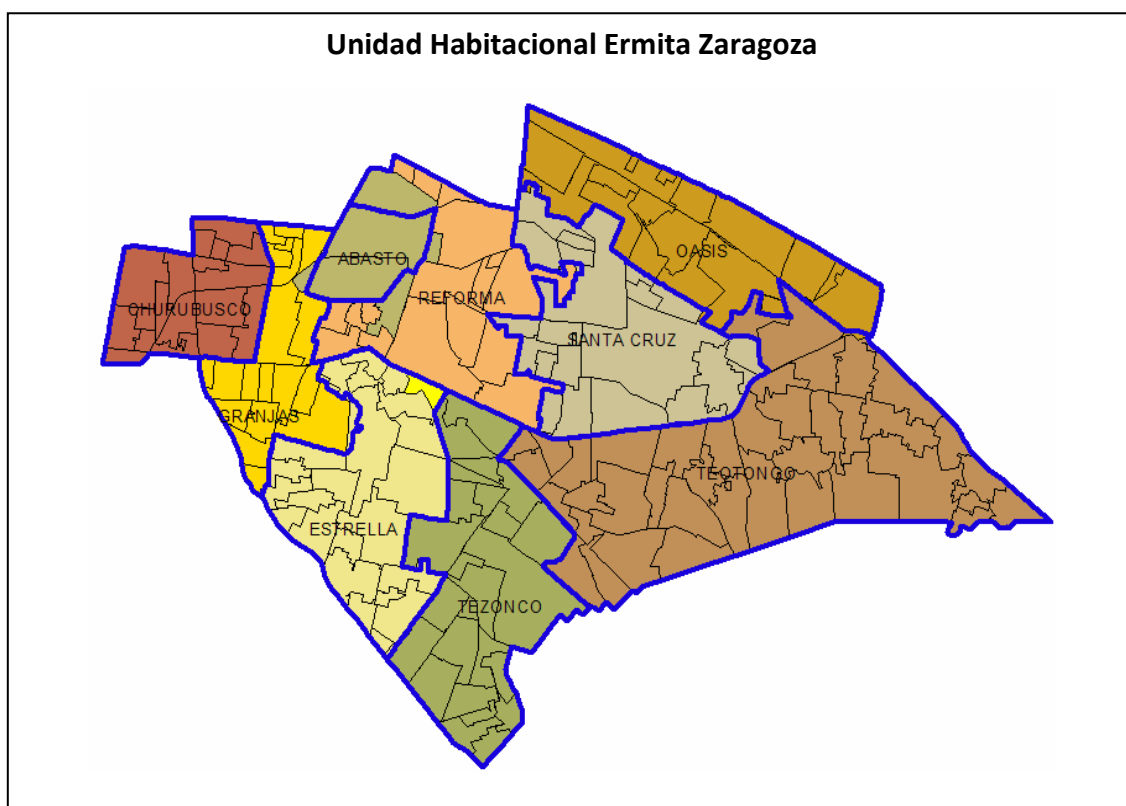 Unidad Habitacional Ermita Zaragoza
OASIS
ABASTO
REFORMA
CHURUBUSCO
SANTA CRUZ
GRANJAS
TEOTONGO
ESTRELLA
TEZONCO